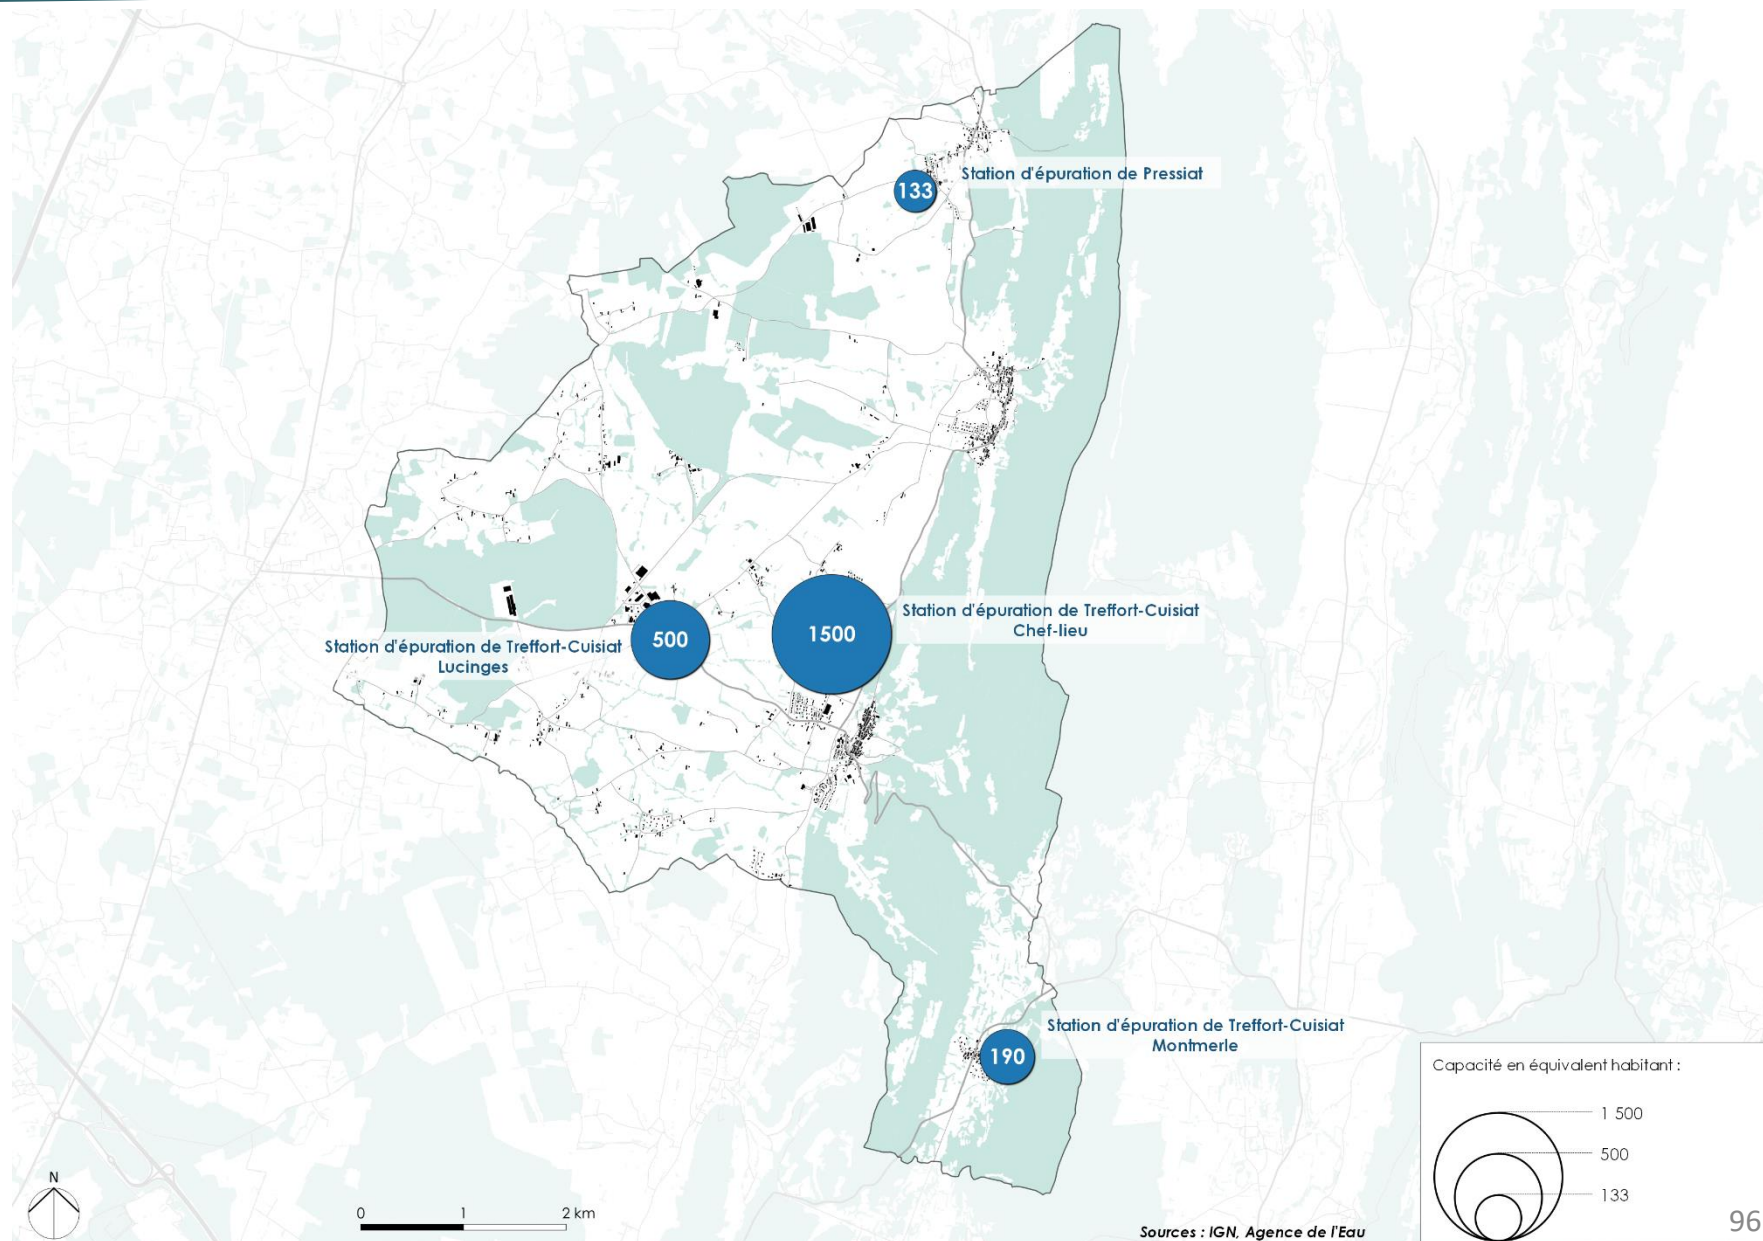 133
Station d'épuration de Pressiat
Station d'épuration de Treffort-Cuisiat
Chef-lieu
1500
500
Station d'épuration de Treffort-Cuisiat
Lucinges
Station d'épuration de Treffort-Cuisiat
Montmerle
190
Capacité en équivalent habitant :
1 500
500
133
N
0 1 2 km
Sources : IGN, Agence de l'Eau
96